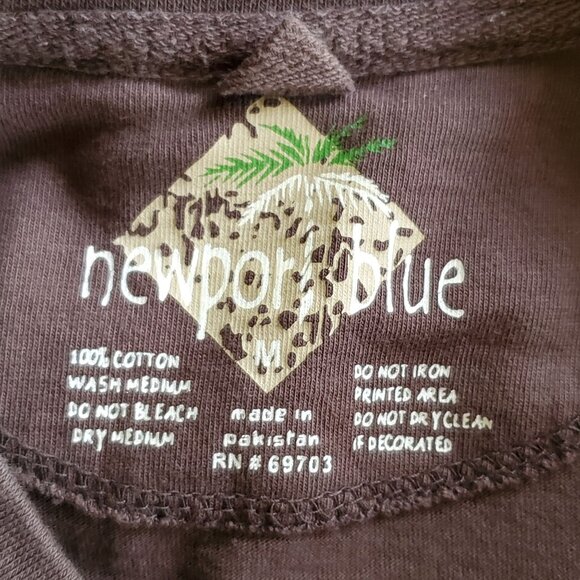 newport blue
M
100% COTTON
WASH MEDIUM
DO NOT BLEACH
DRY MEDIUM
made in
pakistan
RN # 69703
DO NOT IRON
PRINTED AREA
DO NOT DRY CLEAN
IF DECORATED